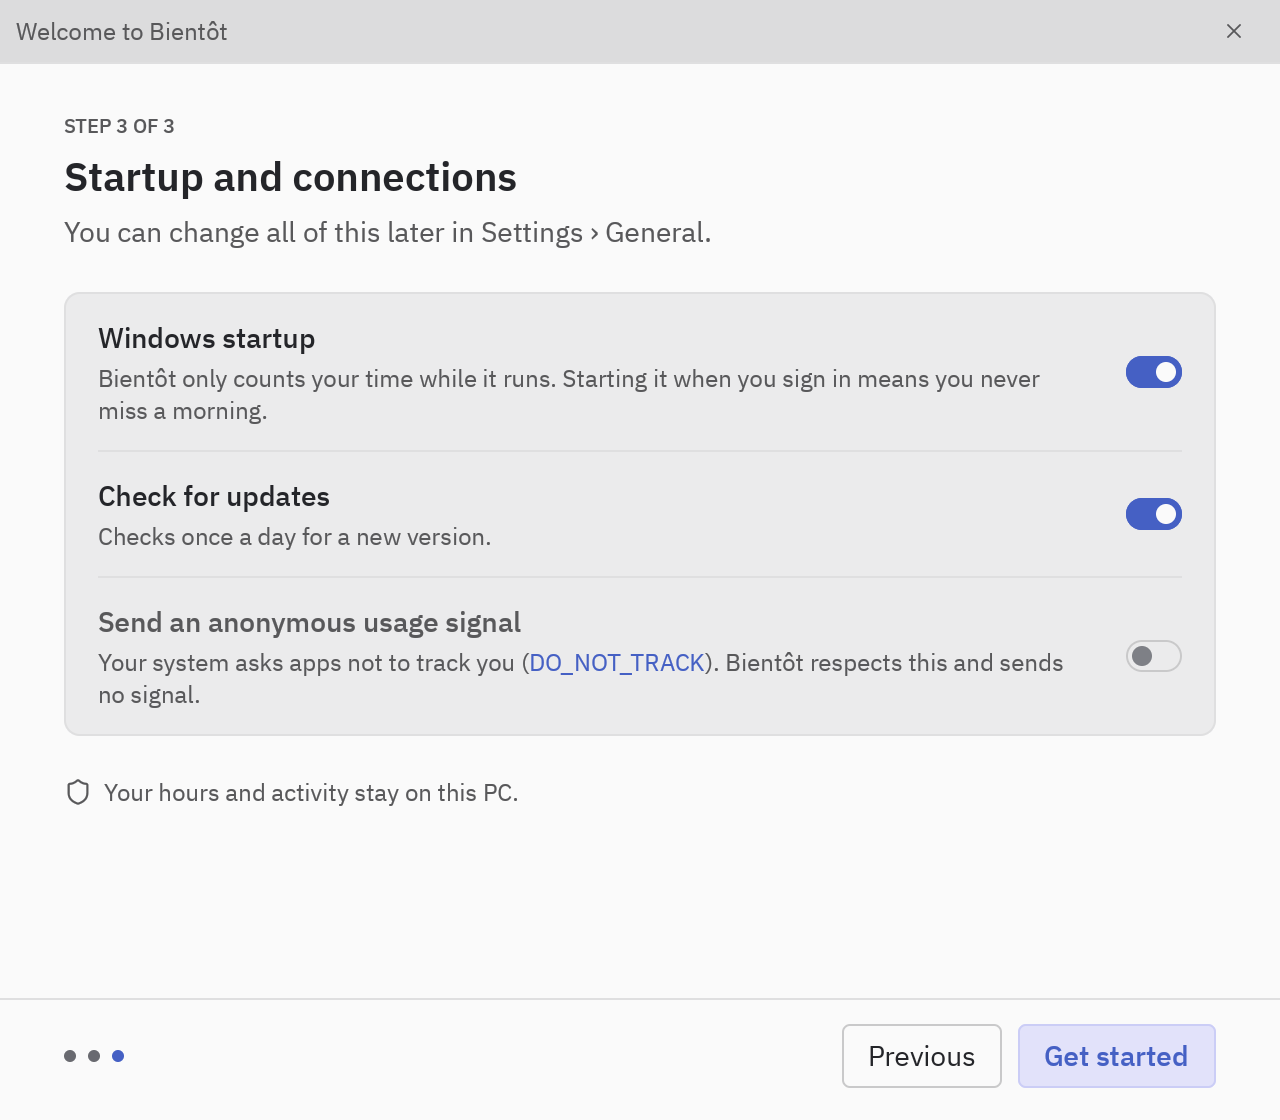 Welcome to Bientôt
STEP 3 OF 3
Startup and connections
You can change all of this later in Settings › General.
Windows startup
Bientôt only counts your time while it runs. Starting it when you sign in means you never
miss a morning.
Check for updates
Checks once a day for a new version.
Send an anonymous usage signal
Your system asks apps not to track you (DO_NOT_TRACK). Bientôt respects this and sends
no signal.
Your hours and activity stay on this PC.
Previous
Get started